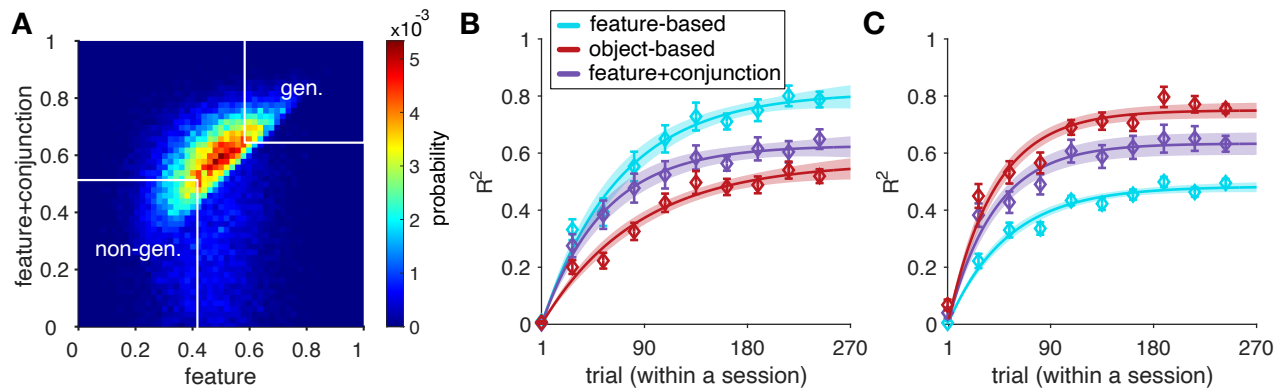 A
x10-3
5
4
3
2
1
0
probability
1
0.8
0.6
0.4
0.2
0
feature+conjunction
gen.
non-gen.
0 0.2 0.4 0.6 0.8 1
feature
B
feature-based
object-based
feature+conjunction
1
0.8
0.6
0.4
0.2
0
R2
1 90 180 270
trial (within a session)
C
1
0.8
0.6
0.4
0.2
0
R2
1 90 180 270
trial (within a session)